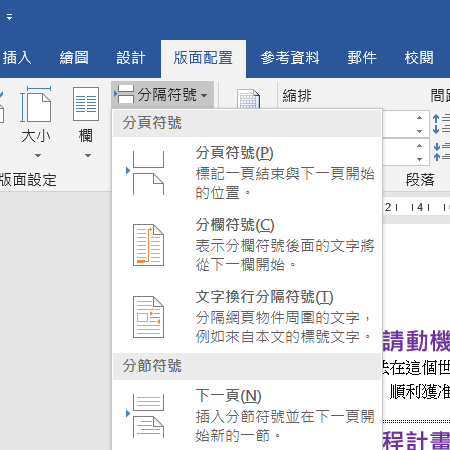 插入 繪圖 設計 版面配置 參考資料 郵件 校閱
分隔符號 縮排
大小 欄
版面設定 段落
分頁符號
分頁符號(P)
標記一頁結束與下一頁開始
的位置。
分欄符號(C)
表示分欄符號後面的文字將
從下一欄開始。
文字換行分隔符號(T)
分隔網頁物件周圍的文字，
例如來自本文的標號文字。
分節符號
下一頁(N)
插入分節符號並在下一頁開
始新的一節。
2 4
請動機
在這個世
順利獲准
程計畫